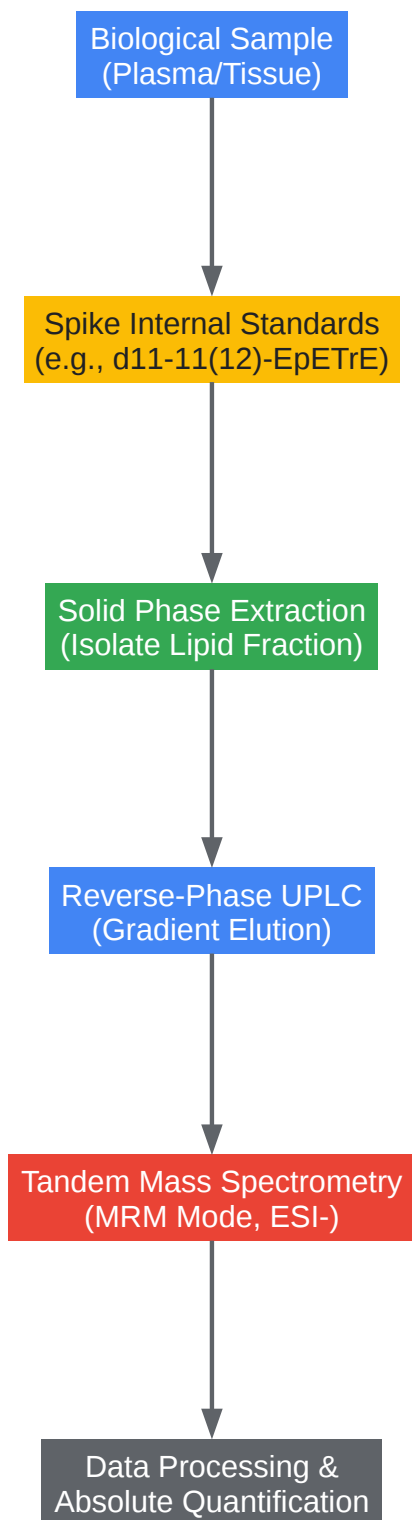 Biological Sample
(Plasma/Tissue)
Spike Internal Standards
(e.g., d11-11(12)-EpETrE)
Solid Phase Extraction
(Isolate Lipid Fraction)
Reverse-Phase UPLC
(Gradient Elution)
Tandem Mass Spectrometry
(MRM Mode, ESI-)
Data Processing &
Absolute Quantification